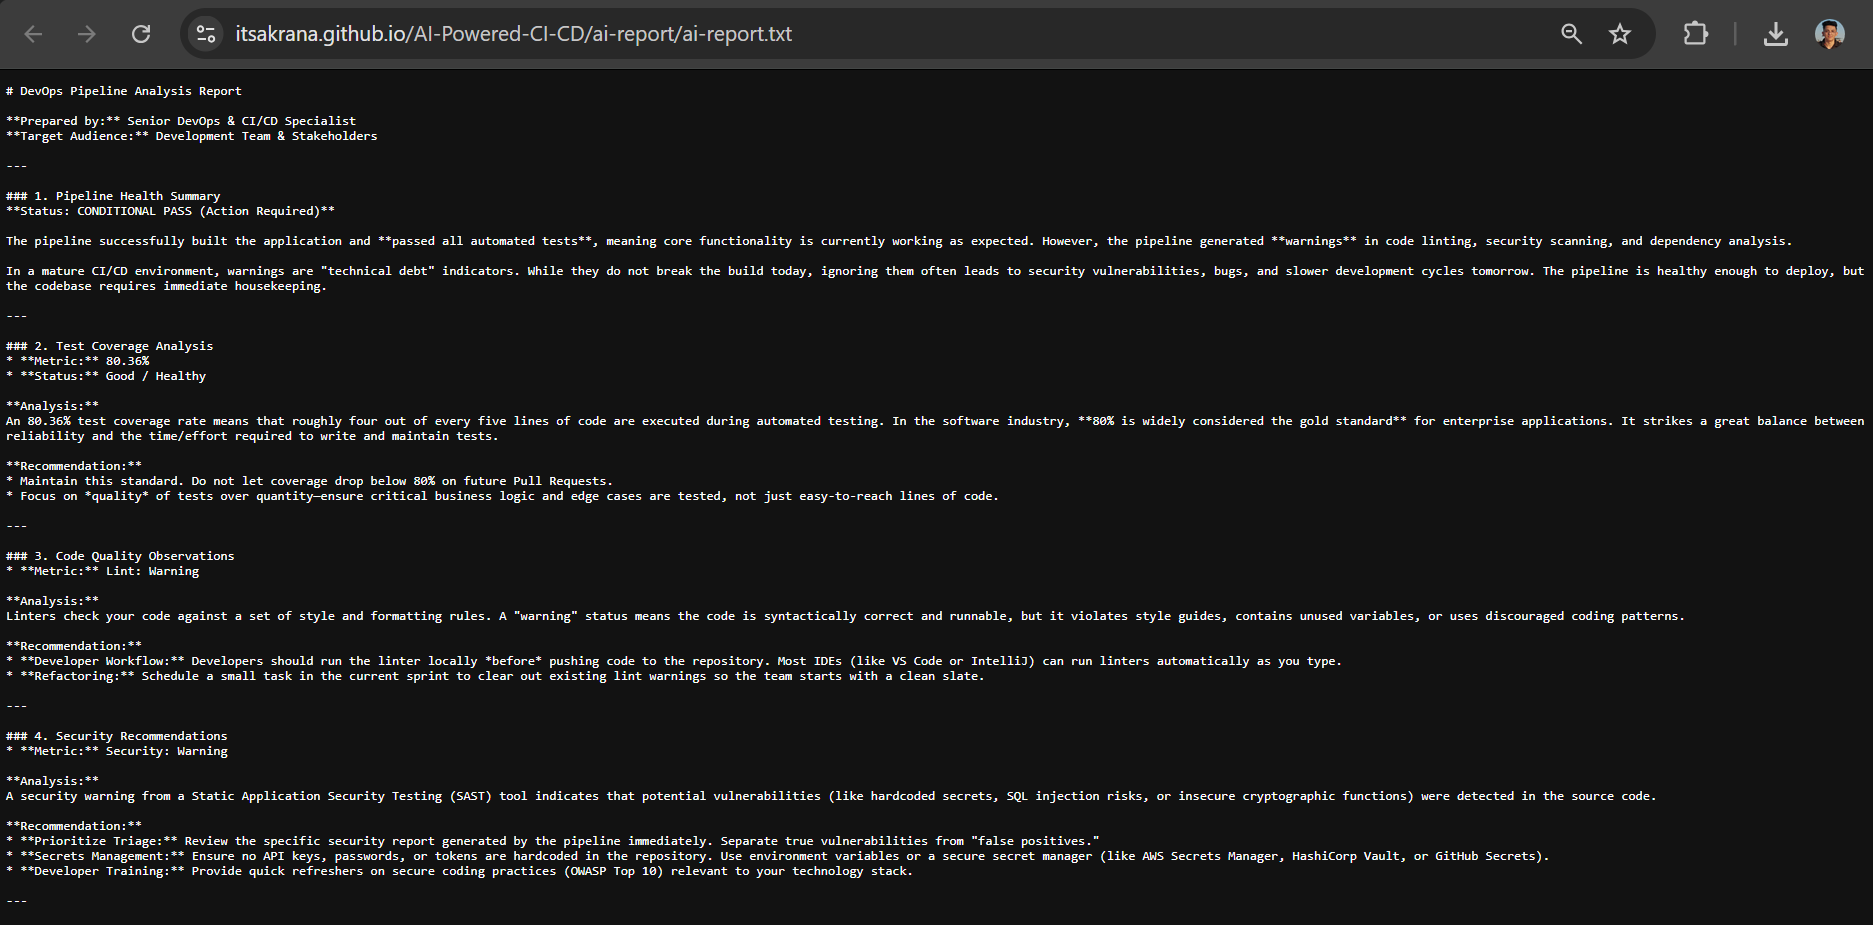 itsakrana.github.io/AI-Powered-CI-CD/ai-report/ai-report.txt
# DevOps Pipeline Analysis Report
**Prepared by:** Senior DevOps & CI/CD Specialist
**Target Audience:** Development Team & Stakeholders
---
### 1. Pipeline Health Summary
**Status: CONDITIONAL PASS (Action Required)**
The pipeline successfully built the application and **passed all automated tests**, meaning core functionality is currently working as expected. However, the pipeline generated **warnings** in code linting, security scanning, and dependency analysis.
In a mature CI/CD environment, warnings are "technical debt" indicators. While they do not break the build today, ignoring them often leads to security vulnerabilities, bugs, and slower development cycles tomorrow. The pipeline is healthy enough to deploy, but
the codebase requires immediate housekeeping.
---
### 2. Test Coverage Analysis
* **Metric:** 80.36%
* **Status:** Good / Healthy
**Analysis:**
An 80.36% test coverage rate means that roughly four out of every five lines of code are executed during automated testing. In the software industry, **80% is widely considered the gold standard** for enterprise applications. It strikes a great balance between
reliability and the time/effort required to write and maintain tests.
**Recommendation:**
* Maintain this standard. Do not let coverage drop below 80% on future Pull Requests.
* Focus on *quality* of tests over quantity—ensure critical business logic and edge cases are tested, not just easy-to-reach lines of code.
---
### 3. Code Quality Observations
* **Metric:** Lint: Warning
**Analysis:**
Linters check your code against a set of style and formatting rules. A "warning" status means the code is syntactically correct and runnable, but it violates style guides, contains unused variables, or uses discouraged coding patterns.
**Recommendation:**
* **Developer Workflow:** Developers should run the linter locally *before* pushing code to the repository. Most IDEs (like VS Code or IntelliJ) can run linters automatically as you type.
* **Refactoring:** Schedule a small task in the current sprint to clear out existing lint warnings so the team starts with a clean slate.
---
### 4. Security Recommendations
* **Metric:** Security: Warning
**Analysis:**
A security warning from a Static Application Security Testing (SAST) tool indicates that potential vulnerabilities (like hardcoded secrets, SQL injection risks, or insecure cryptographic functions) were detected in the source code.
**Recommendation:**
* **Prioritize Triage:** Review the specific security report generated by the pipeline immediately. Separate true vulnerabilities from "false positives."
* **Secrets Management:** Ensure no API keys, passwords, or tokens are hardcoded in the repository. Use environment variables or a secure secret manager (like AWS Secrets Manager, HashiCorp Vault, or GitHub Secrets).
* **Developer Training:** Provide quick refreshers on secure coding practices (OWASP Top 10) relevant to your technology stack.
---